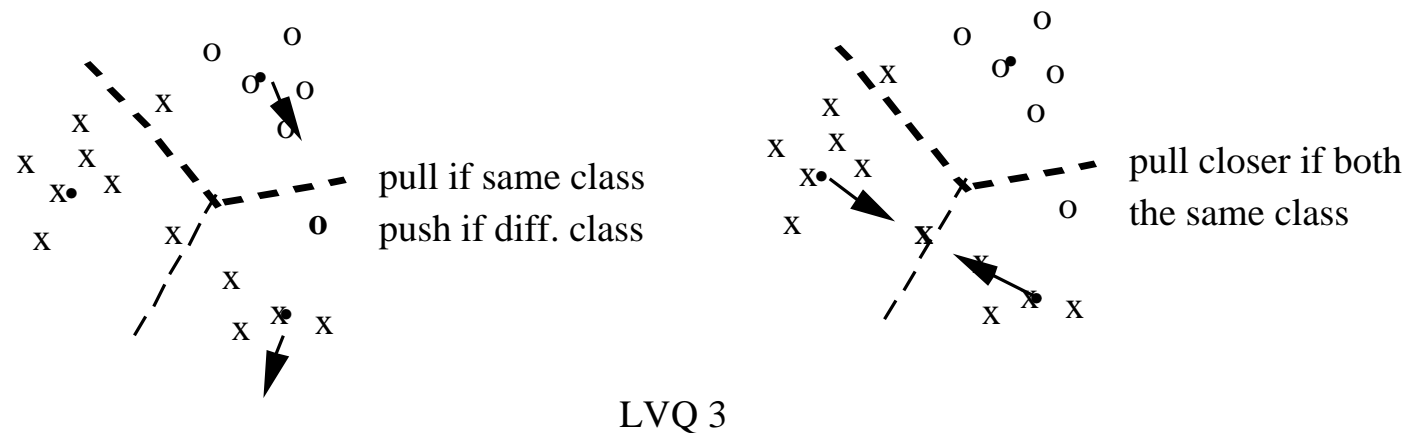 pull if same class
push if diff. class
pull closer if both
the same class
LVQ 3